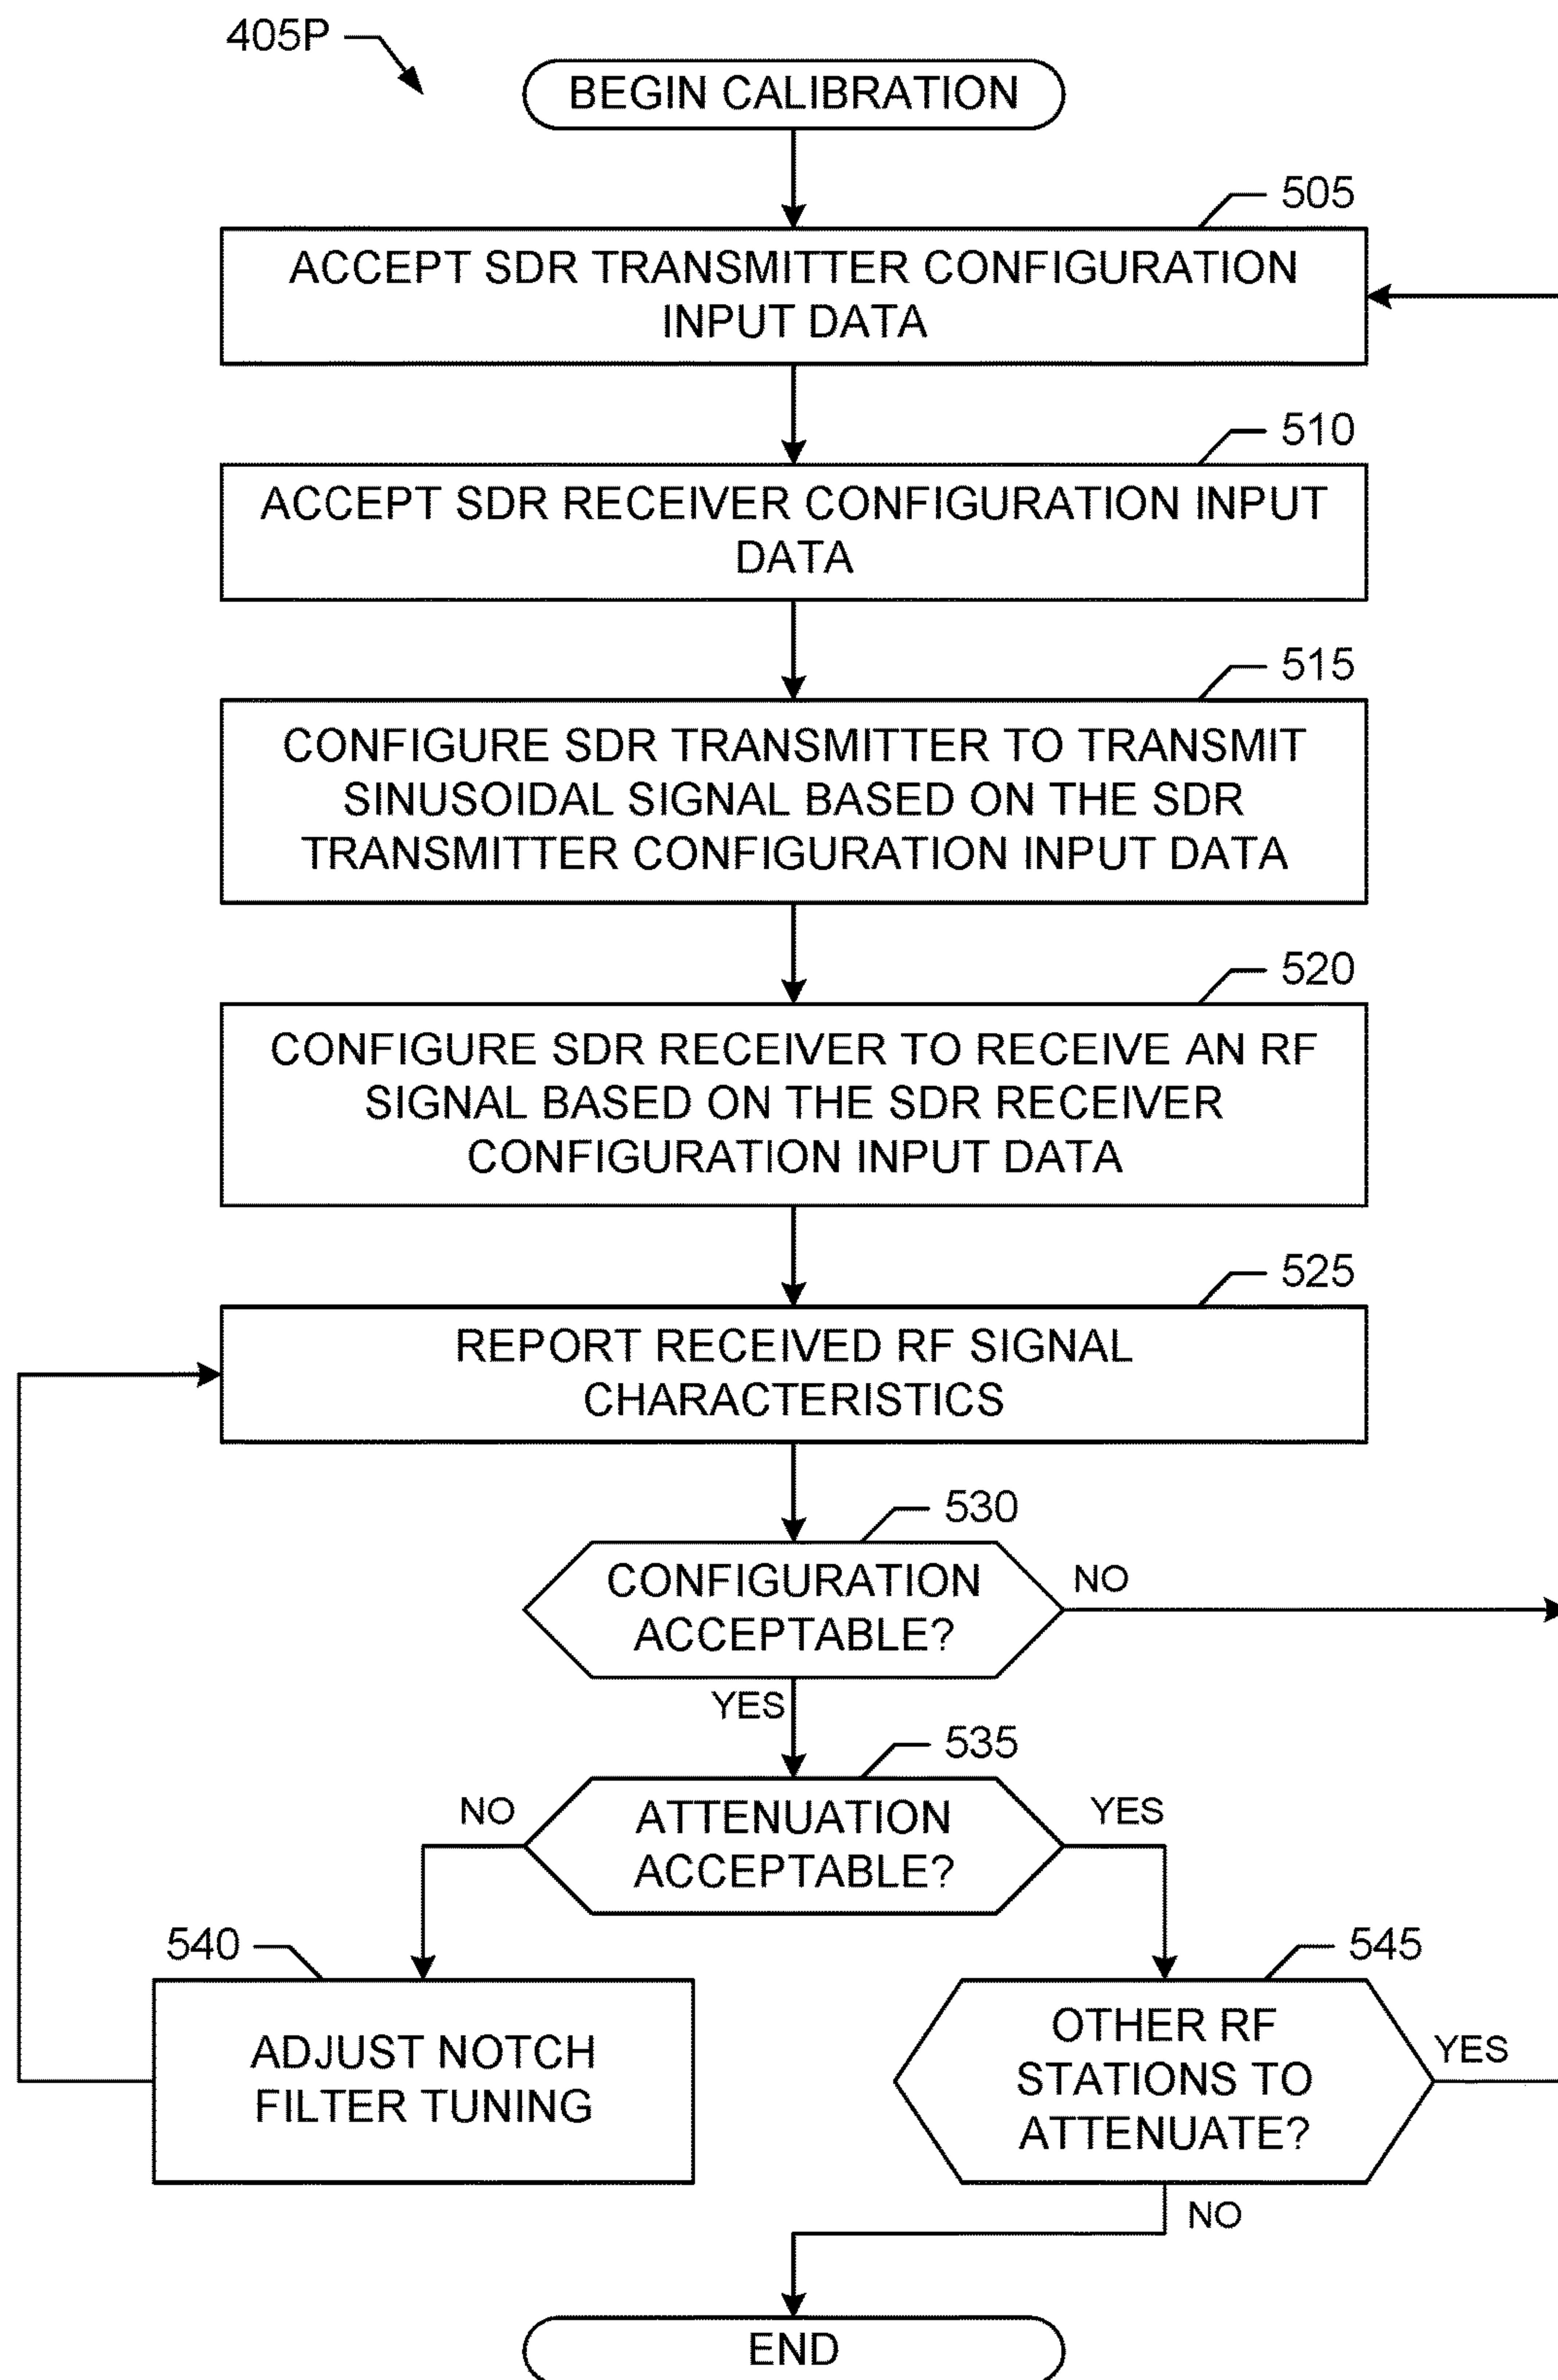 405P
BEGIN CALIBRATION
505
ACCEPT SDR TRANSMITTER CONFIGURATION
INPUT DATA
510
ACCEPT SDR RECEIVER CONFIGURATION INPUT
DATA
515
CONFIGURE SDR TRANSMITTER TO TRANSMIT
SINUSOIDAL SIGNAL BASED ON THE SDR
TRANSMITTER CONFIGURATION INPUT DATA
520
CONFIGURE SDR RECEIVER TO RECEIVE AN RF
SIGNAL BASED ON THE SDR RECEIVER
CONFIGURATION INPUT DATA
525
REPORT RECEIVED RF SIGNAL
CHARACTERISTICS
530
CONFIGURATION
ACCEPTABLE?
NO
YES
535
ATTENUATION
ACCEPTABLE?
NO
YES
540
ADJUST NOTCH
FILTER TUNING
545
OTHER RF
STATIONS TO
ATTENUATE?
YES
NO
END